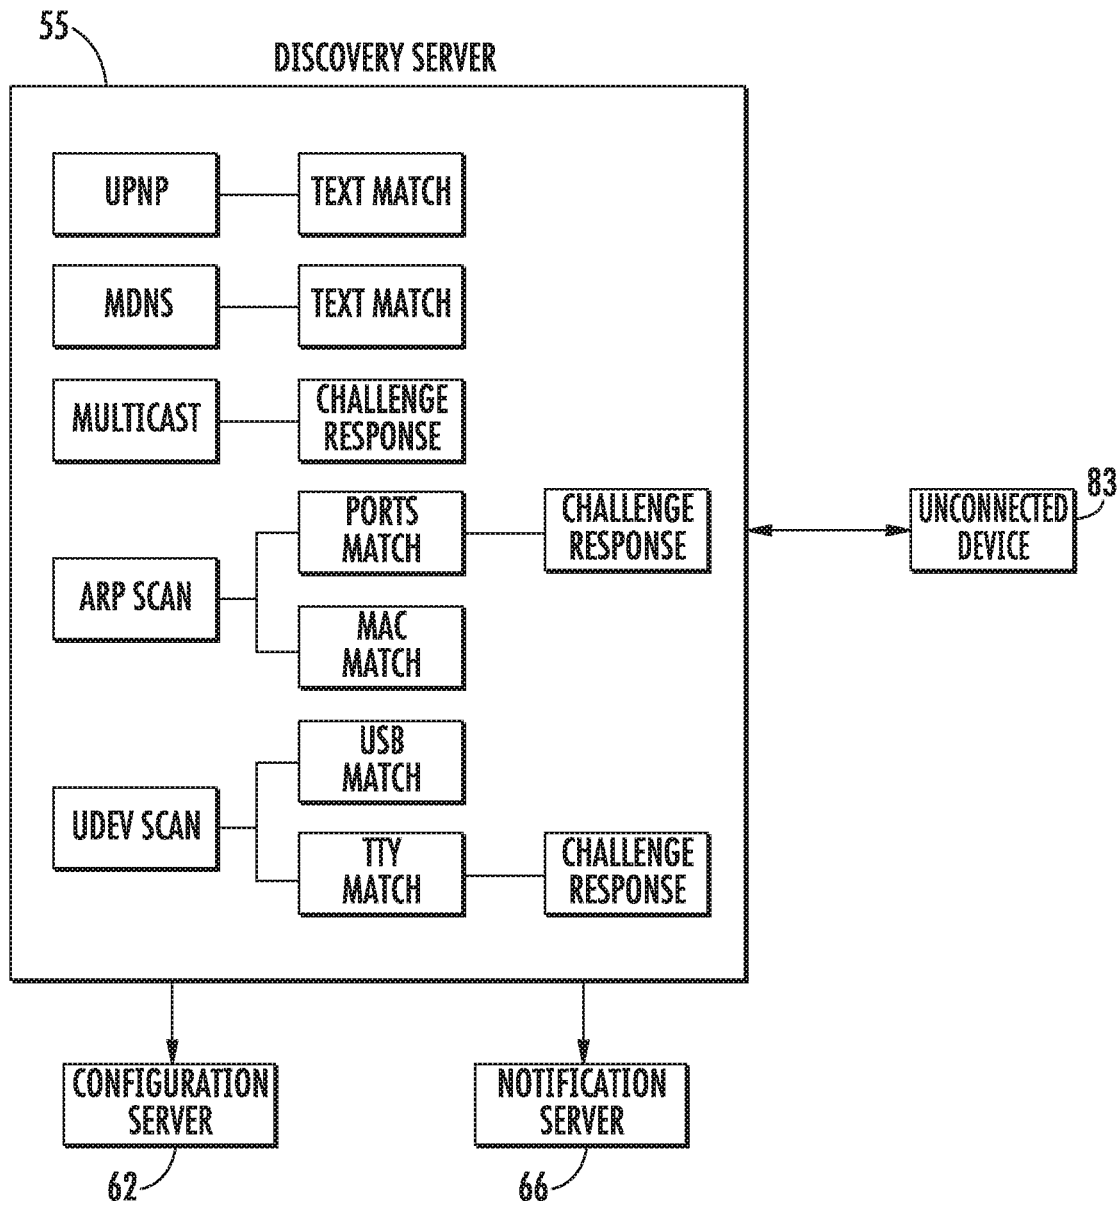 55
DISCOVERY SERVER
UPNP
TEXT MATCH
MDNS
TEXT MATCH
MULTICAST
CHALLENGE
RESPONSE
ARP SCAN
PORTS
MATCH
CHALLENGE
RESPONSE
MAC
MATCH
UDEV SCAN
USB
MATCH
TTY
MATCH
CHALLENGE
RESPONSE
83
UNCONNECTED
DEVICE
CONFIGURATION
SERVER
62
NOTIFICATION
SERVER
66